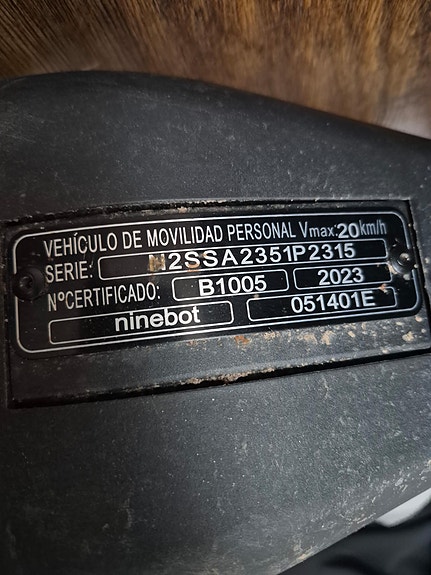 VEHÍCULO DE MOVILIDAD PERSONAL Vmax:20km/h
SERIE: N2SSA2351P2315
NºCERTIFICADO: B1005 2023
ninebot 051401E